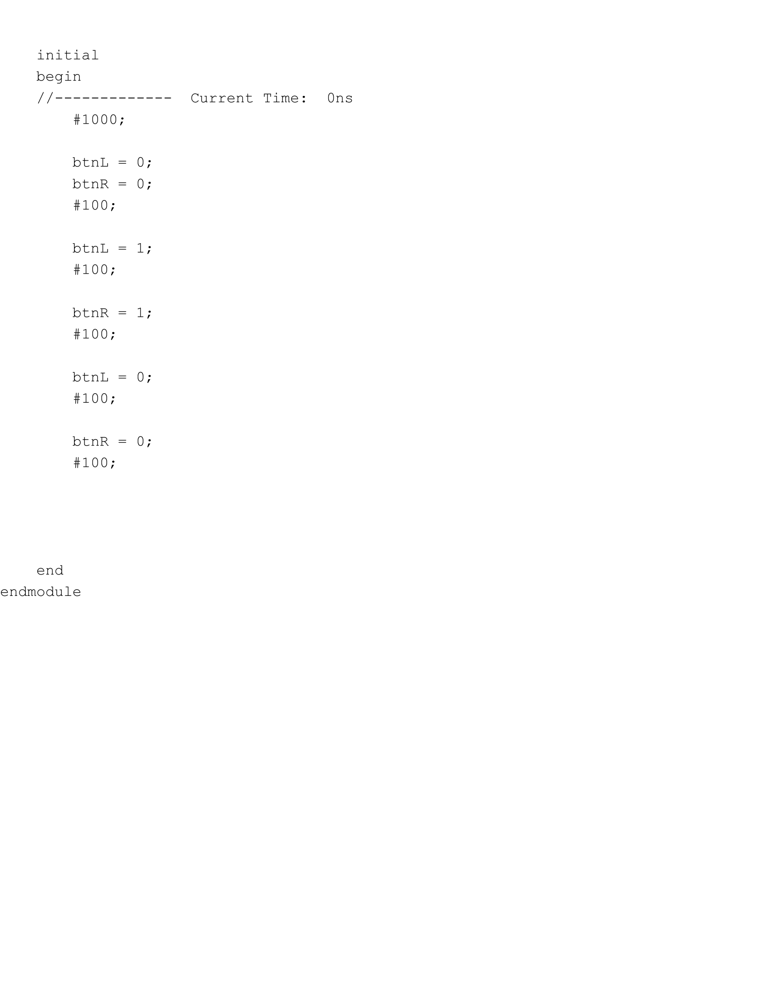 initial
begin
//------------- Current Time: 0ns
#1000;
btnL = 0;
btnR = 0;
#100;
btnL = 1;
#100;
btnR = 1;
#100;
btnL = 0;
#100;
btnR = 0;
#100;
end
endmodule